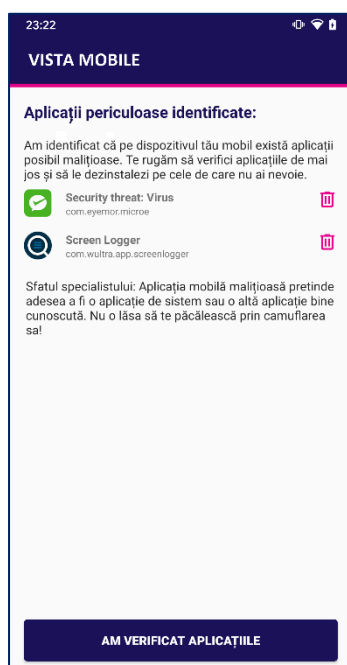 23:22
VISTA MOBILE
Aplicații periculoase identificate:
Am identificat că pe dispozitivul tău mobil există aplicații
posibil malițioase. Te rugăm să verifici aplicațiile de mai
jos și să le dezinstalezi pe cele de care nu ai nevoie.
Security threat: Virus
com.eyemor.microe
Screen Logger
com.wultra.app.screenlogger
Sfatul specialistului: Aplicația mobilă malițioasă pretinde
adesea a fi o aplicație de sistem sau o altă aplicație bine
cunoscută. Nu o lăsa să te păcălească prin camuflarea
sa!
AM VERIFICAT APLICAȚIILE